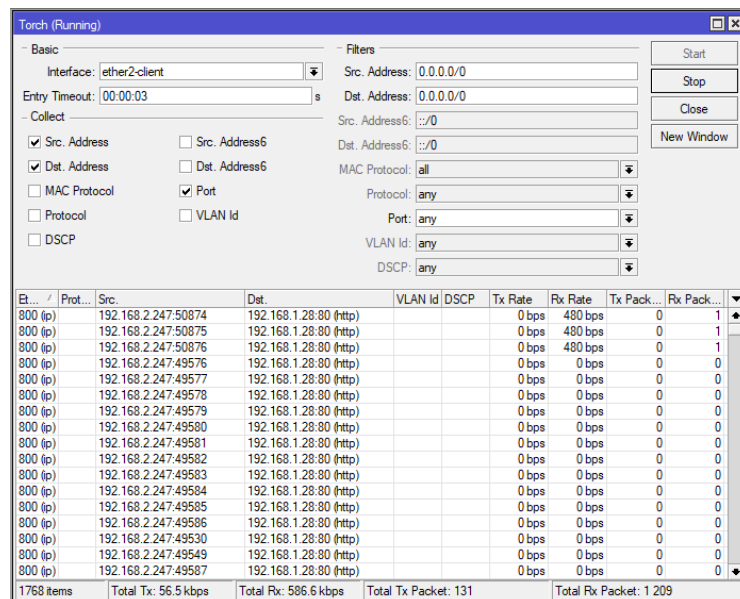 Torch (Running)
Basic
Interface: ether2-client
Entry Timeout: 00:00:03 s
Collect
Src. Address Src. Address6
Dst. Address Dst. Address6
MAC Protocol Port
Protocol VLAN Id
DSCP
Filters
Src. Address: 0.0.0.0/0
Dst. Address: 0.0.0.0/0
Src. Address6: ::/0
Dst. Address6: ::/0
MAC Protocol: all
Protocol: any
Port: any
VLAN Id: any
DSCP: any
Start
Stop
Close
New Window
Et... Prot... Src. Dst. VLAN Id DSCP Tx Rate Rx Rate Tx Pack... Rx Pack...
800 (ip) 192.168.2.247:50874 192.168.1.28:80 (http) 0 bps 480 bps 0 1
800 (ip) 192.168.2.247:50875 192.168.1.28:80 (http) 0 bps 480 bps 0 1
800 (ip) 192.168.2.247:50876 192.168.1.28:80 (http) 0 bps 480 bps 0 1
800 (ip) 192.168.2.247:49576 192.168.1.28:80 (http) 0 bps 0 bps 0 0
800 (ip) 192.168.2.247:49577 192.168.1.28:80 (http) 0 bps 0 bps 0 0
800 (ip) 192.168.2.247:49578 192.168.1.28:80 (http) 0 bps 0 bps 0 0
800 (ip) 192.168.2.247:49579 192.168.1.28:80 (http) 0 bps 0 bps 0 0
800 (ip) 192.168.2.247:49580 192.168.1.28:80 (http) 0 bps 0 bps 0 0
800 (ip) 192.168.2.247:49581 192.168.1.28:80 (http) 0 bps 0 bps 0 0
800 (ip) 192.168.2.247:49582 192.168.1.28:80 (http) 0 bps 0 bps 0 0
800 (ip) 192.168.2.247:49583 192.168.1.28:80 (http) 0 bps 0 bps 0 0
800 (ip) 192.168.2.247:49584 192.168.1.28:80 (http) 0 bps 0 bps 0 0
800 (ip) 192.168.2.247:49585 192.168.1.28:80 (http) 0 bps 0 bps 0 0
800 (ip) 192.168.2.247:49586 192.168.1.28:80 (http) 0 bps 0 bps 0 0
800 (ip) 192.168.2.247:49530 192.168.1.28:80 (http) 0 bps 0 bps 0 0
800 (ip) 192.168.2.247:49549 192.168.1.28:80 (http) 0 bps 0 bps 0 0
800 (ip) 192.168.2.247:49587 192.168.1.28:80 (http) 0 bps 0 bps 0 0
1768 items Total Tx: 56.5 kbps Total Rx: 586.6 kbps Total Tx Packet: 131 Total Rx Packet: 1 209